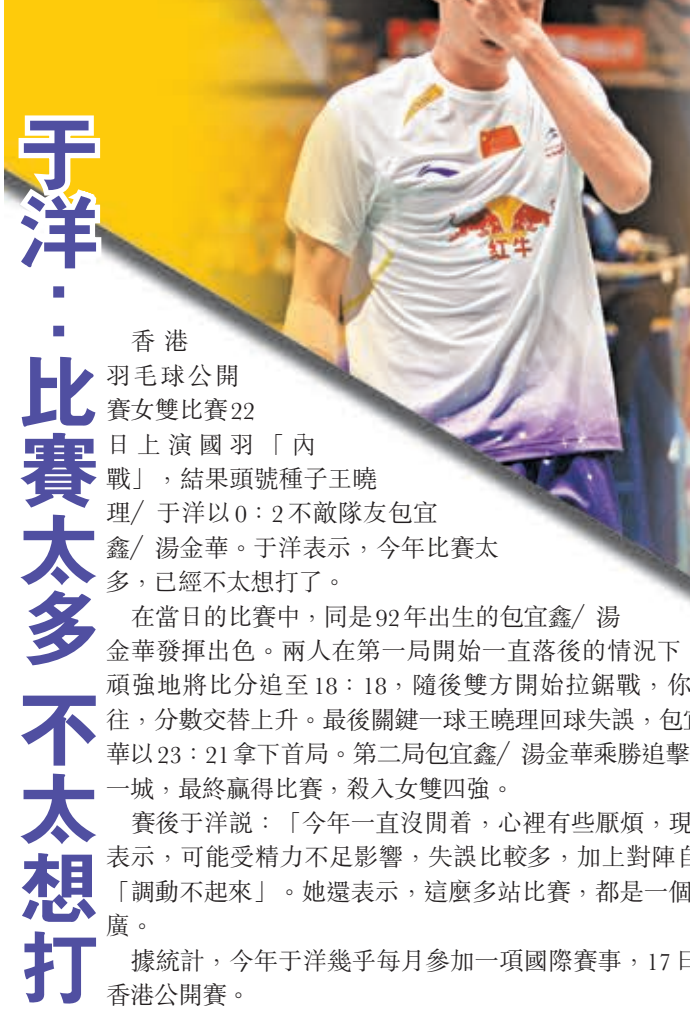 于洋：比賽太多 不太想打
紅牛
香港
羽毛球公開
賽女雙比賽22
日上演國羽「內
戰」，結果頭號種子王曉
理/ 于洋以0：2不敵隊友包宜
鑫/ 湯金華。于洋表示，今年比賽太
多，已經不太想打了。
在當日的比賽中，同是92年出生的包宜鑫/ 湯
金華發揮出色。兩人在第一局開始一直落後的情況下
頑強地將比分追至18：18，隨後雙方開始拉鋸戰，你
往，分數交替上升。最後關鍵一球王曉理回球失誤，包宜
華以23：21拿下首局。第二局包宜鑫/ 湯金華乘勝追擊
一城，最終贏得比賽，殺入女雙四強。
賽後于洋説：「今年一直沒閒着，心裡有些厭煩，現
表示，可能受精力不足影響，失誤比較多，加上對陣自
「調動不起來」。她還表示，這麼多站比賽，都是一個
廣。
據統計，今年于洋幾乎每月參加一項國際賽事，17日
香港公開賽。